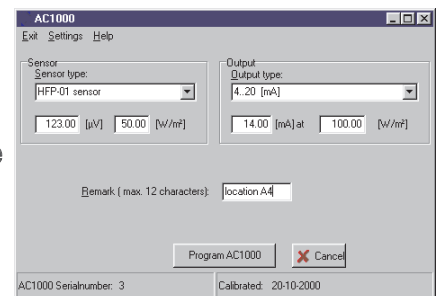 AC1000
Exit Settings Help
Sensor
Sensor type:
HFP-01 sensor
123.00 [µV] 50.00 [W/m²]
Output
Output type:
4..20 [mA]
14.00 [mA] at 100.00 [W/m²]
e
Remark ( max. 12 characters): location A4
Program AC1000 Cancel
AC1000 Serialnumber: 3 Calibrated: 20-10-2000